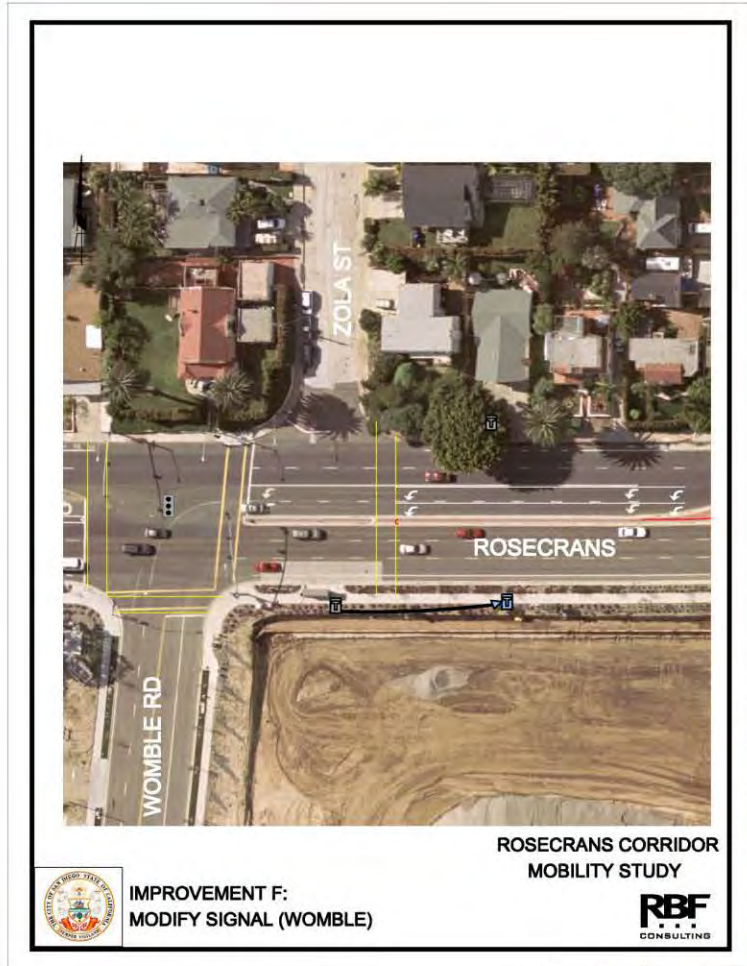 ZOLA ST
ROSECRANS
WOMBLE RD
ROSECRANS CORRIDOR
MOBILITY STUDY
IMPROVEMENT F:
MODIFY SIGNAL (WOMBLE)
RBF
CONSULTING